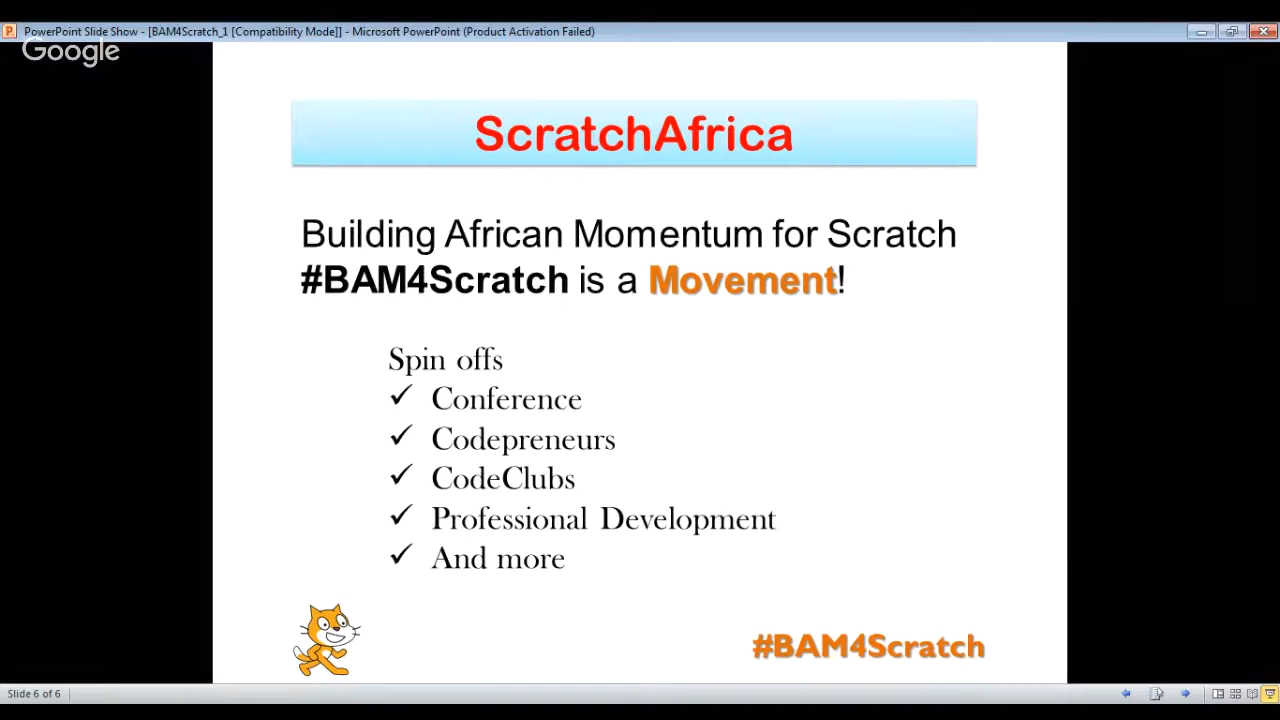 PowerPoint Slide Show - [BAM4Scratch_1 [Compatibility Mode]] - Microsoft PowerPoint (Product Activation Failed)
Google
ScratchAfrica
Building African Momentum for Scratch
#BAM4Scratch is a Movement!
Spin offs
✓ Conference
✓ Codepreneurs
✓ CodeClubs
✓ Professional Development
✓ And more
#BAM4Scratch
Slide 6 of 6